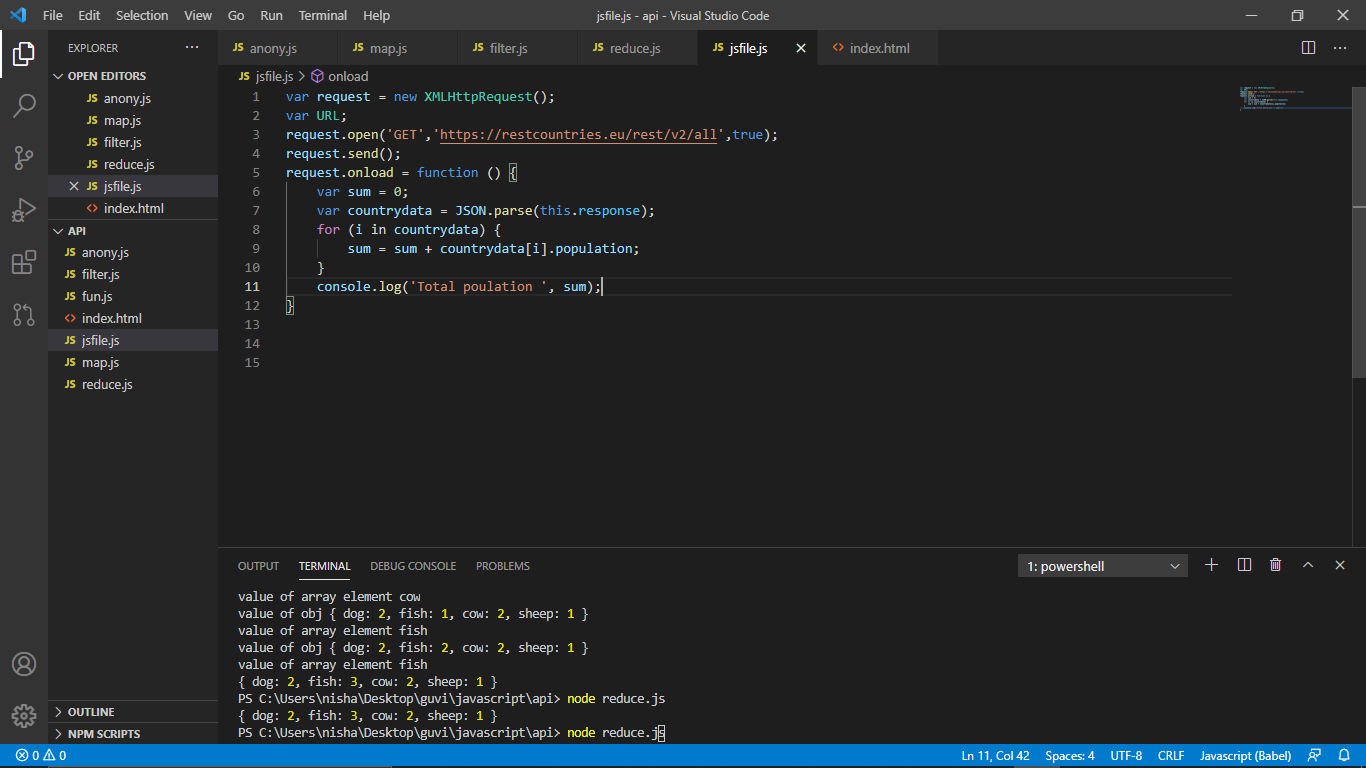 File Edit Selection View Go Run Terminal Help jsfile.js - api - Visual Studio Code
EXPLORER ···
JS anony.js JS map.js JS filter.js JS reduce.js JS jsfile.js index.html
jsfile.js > onload
OPEN EDITORS
JS anony.js
JS map.js
JS filter.js
JS reduce.js
JS jsfile.js
<> index.html
API
JS anony.js
JS filter.js
JS fun.js
<> index.html
JS jsfile.js
JS map.js
JS reduce.js
OUTLINE
NPM SCRIPTS
1 var request = new XMLHttpRequest();
2 var URL;
3 request.open('GET','https://restcountries.eu/rest/v2/all',true);
4 request.send();
5 request.onload = function () {
6 var sum = 0;
7 var countrydata = JSON.parse(this.response);
8 for (i in countrydata) {
9 sum = sum + countrydata[i].population;
10 }
11 console.log('Total poulation ', sum);
12 }
13
14
15
OUTPUT TERMINAL DEBUG CONSOLE PROBLEMS 1: powershell
value of array element cow
value of obj { dog: 2, fish: 1, cow: 2, sheep: 1 }
value of array element fish
value of obj { dog: 2, fish: 2, cow: 2, sheep: 1 }
value of array element fish
{ dog: 2, fish: 3, cow: 2, sheep: 1 }
PS C:\Users\nisha\Desktop\guvi\javascript\api> node reduce.js
{ dog: 2, fish: 3, cow: 2, sheep: 1 }
PS C:\Users\nisha\Desktop\guvi\javascript\api> node reduce.js
0 0 Ln 11, Col 42 Spaces: 4 UTF-8 CRLF Javascript (Babel)